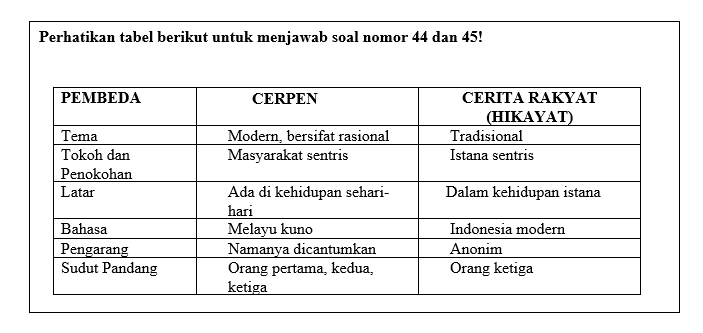 Perhatikan tabel berikut untuk menjawab soal nomor 44 dan 45!
PEMBEDA CERPEN CERITA RAKYAT
(HIKAYAT)
Tema Modern, bersifat rasional Tradisional
Tokoh dan Masyarakat sentris Istana sentris
Penokohan
Latar Ada di kehidupan sehari- Dalam kehidupan istana
hari
Bahasa Melayu kuno Indonesia modern
Pengarang Namanya dicantumkan Anonim
Sudut Pandang Orang pertama, kedua, Orang ketiga
ketiga